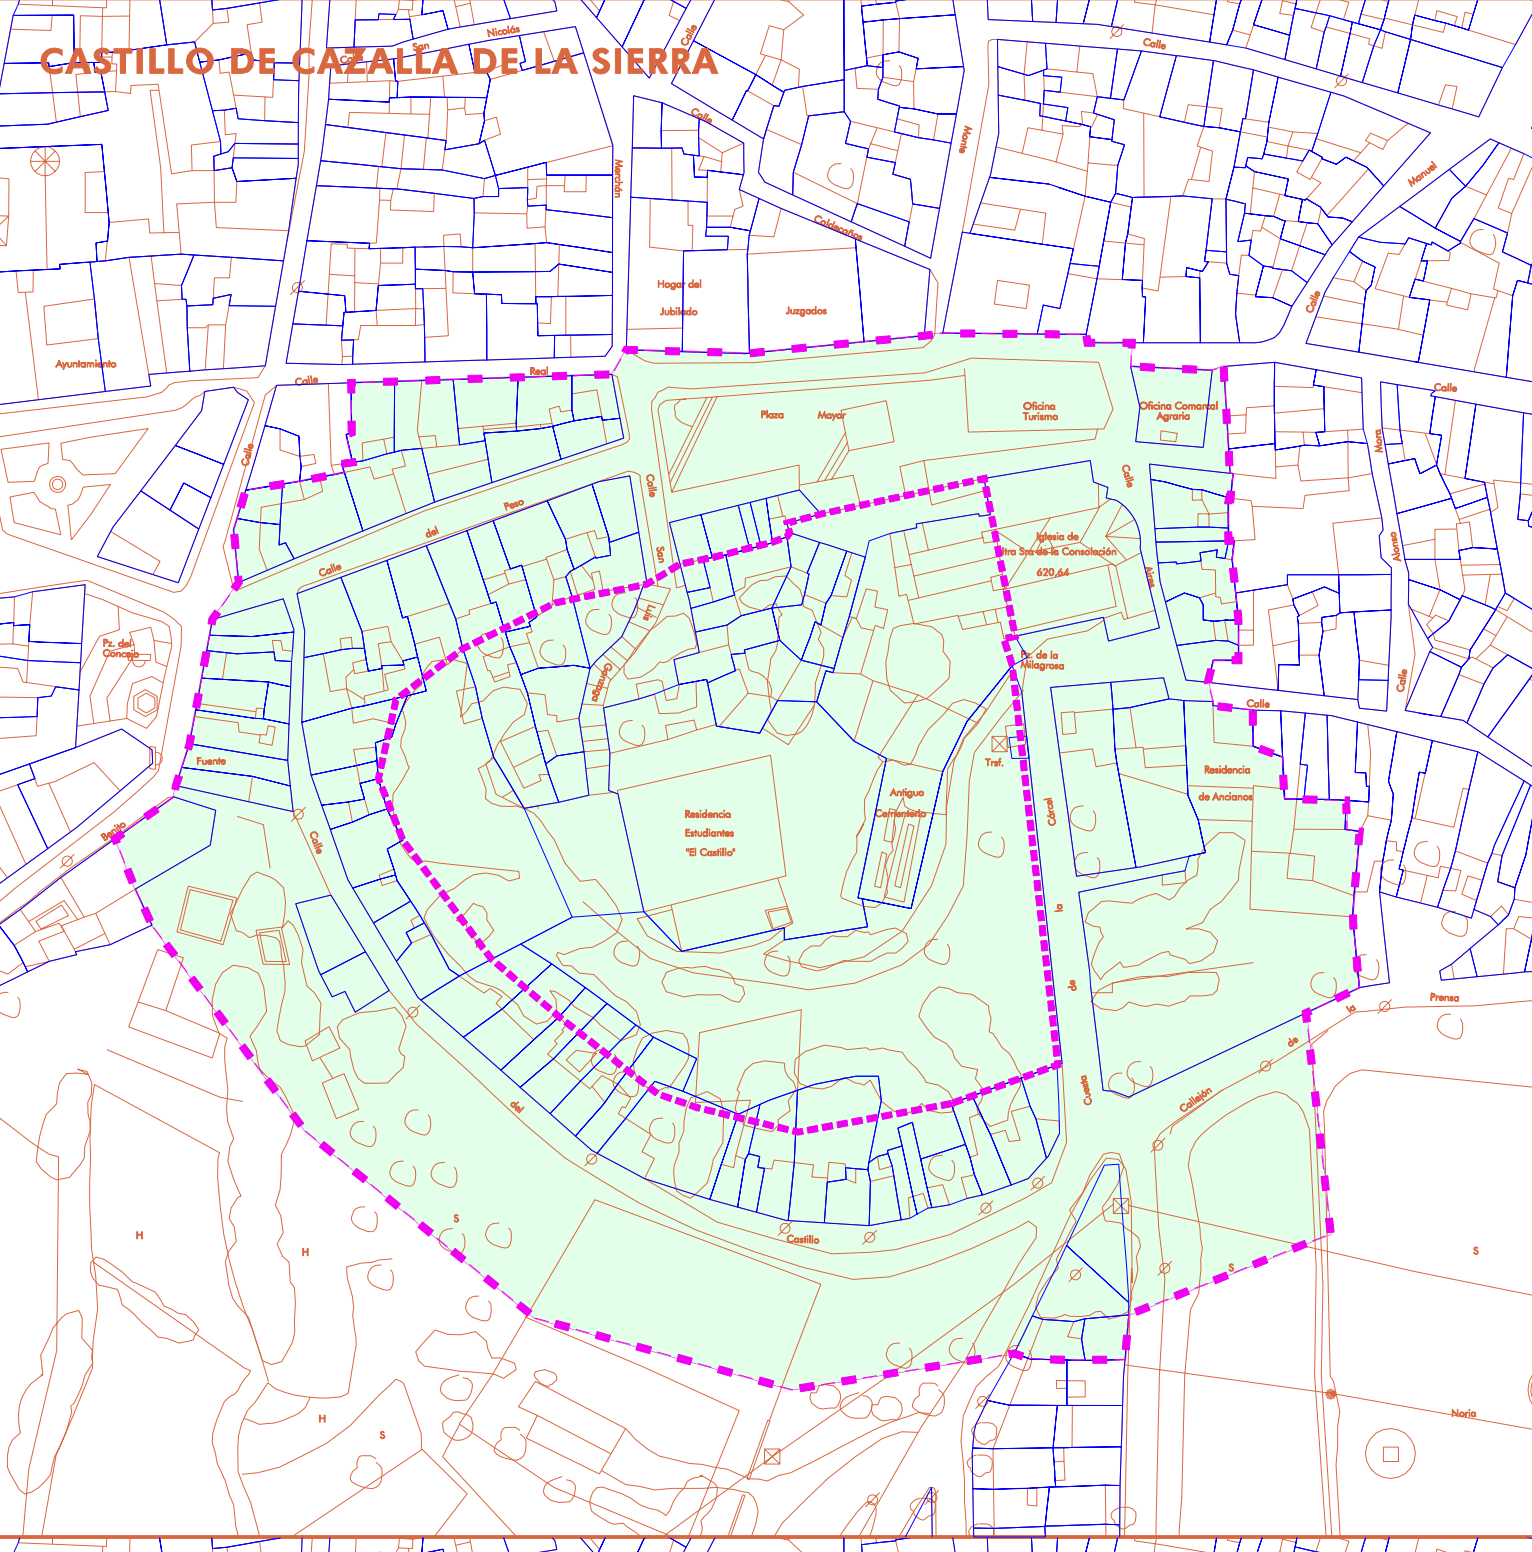 CASTILLO DE CAZALLA DE LA SIERRA
San
Nicolás
Calle
Calle
Calle
Calle
Merchán
Monte
Manuel
Calderones
Calle
Hogar del
Jubilado
Juzgados
Ayuntamiento
Calle
Real
Calle
Plaza
Mayor
Oficina
Turismo
Oficina Comarcal
Agraria
Calle
Mora
Calle
Calle
Calle
Peso
del
Calle
San
Luis
Gonzaga
Iglesia de
Ntra Sra de la Consolación
620,64
Aires
Pz. de la
Milagrosa
Pz. del
Concejo
Calle
Calle
Fuente
Benito
Calle
Trsf.
Residencia
de Ancianos
Antiguo
Cementerio
Residencia
Estudiantes
"El Castillo"
Cárcel
la
de
Cuesta
Prensa
la
de
Callejón
del
Castillo
S
S
S
H
H
H
S
Noria